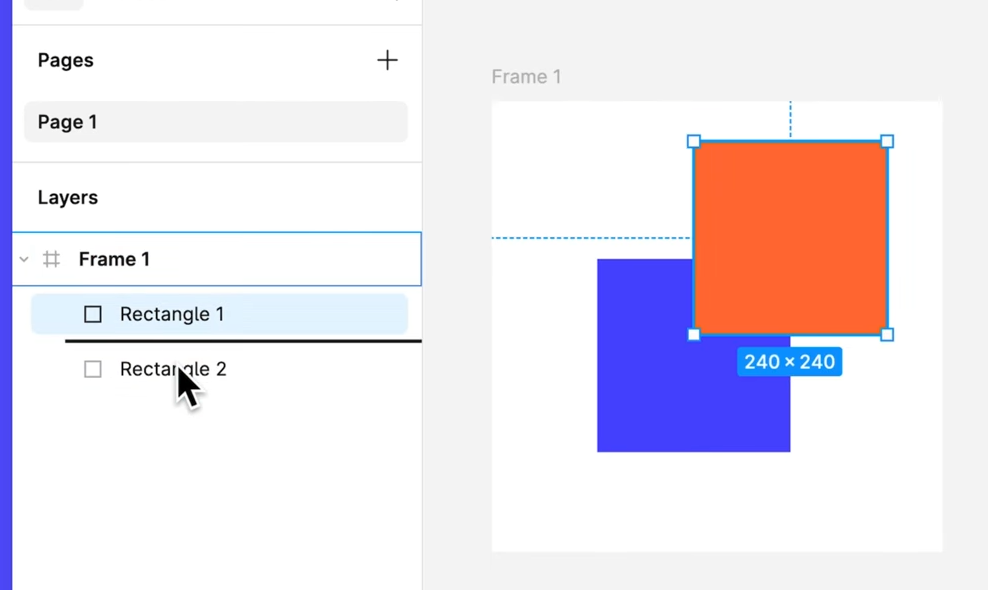 Pages
Page 1
Layers
Frame 1
Rectangle 1
Rectangle 2
Frame 1
240 × 240